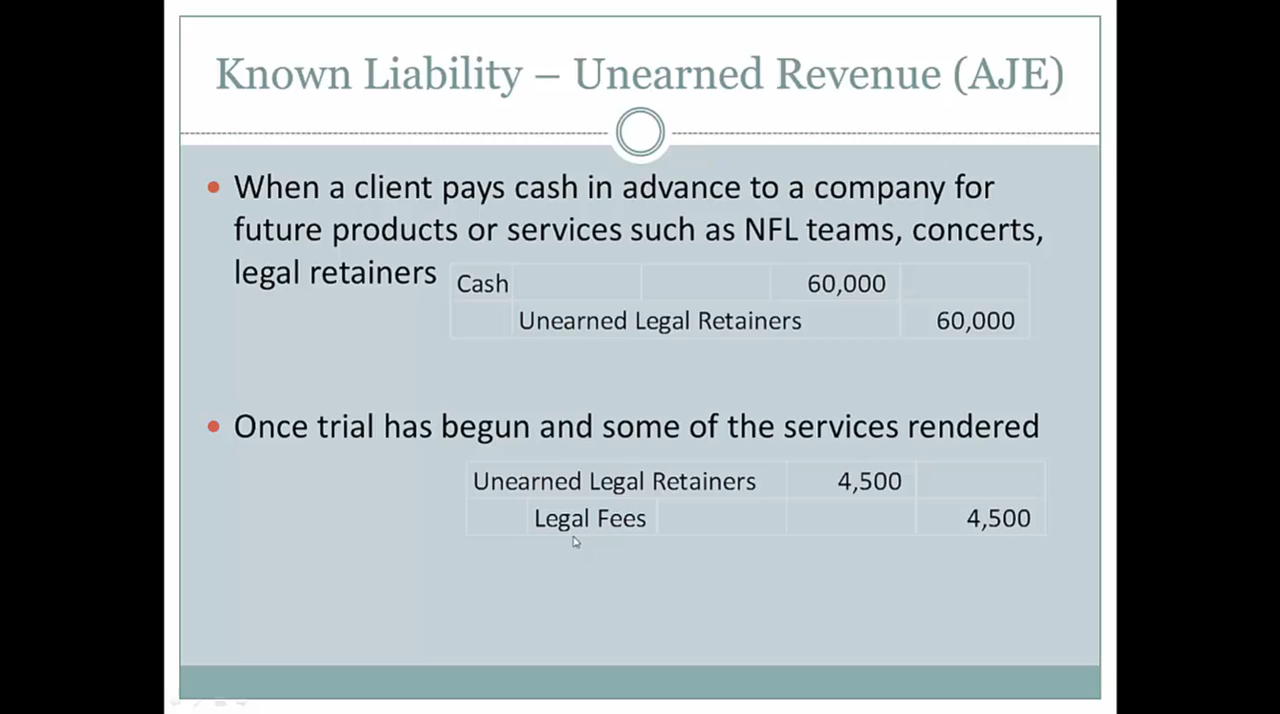 Known Liability – Unearned Revenue (AJE)
• When a client pays cash in advance to a company for
future products or services such as NFL teams, concerts,
legal retainers
Cash 60,000
Unearned Legal Retainers 60,000
• Once trial has begun and some of the services rendered
Unearned Legal Retainers 4,500
Legal Fees 4,500